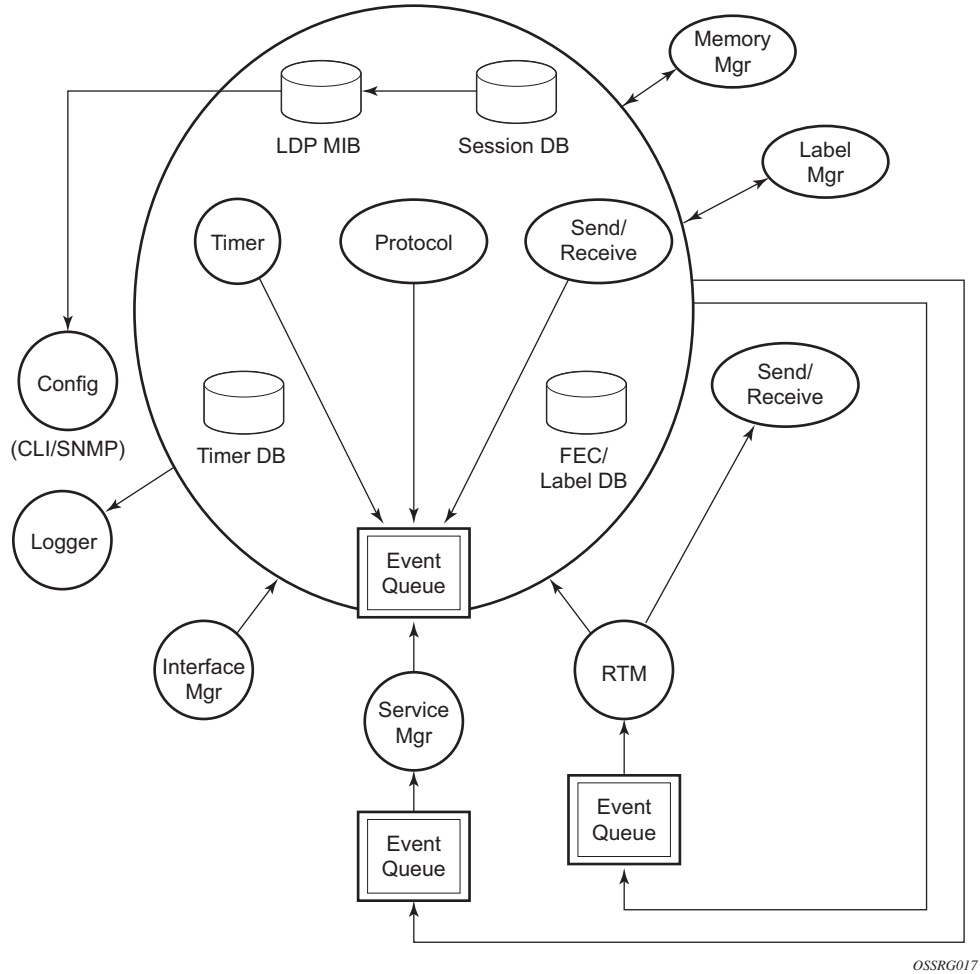 Memory
Mgr
LDP MIB
Session DB
Label
Mgr
Timer
Protocol
Send/
Receive
Config
(CLI/SNMP)
Send/
Receive
Timer DB
FEC/
Label DB
Logger
Event
Queue
Interface
Mgr
RTM
Service
Mgr
Event
Queue
Event
Queue
OSSRG017